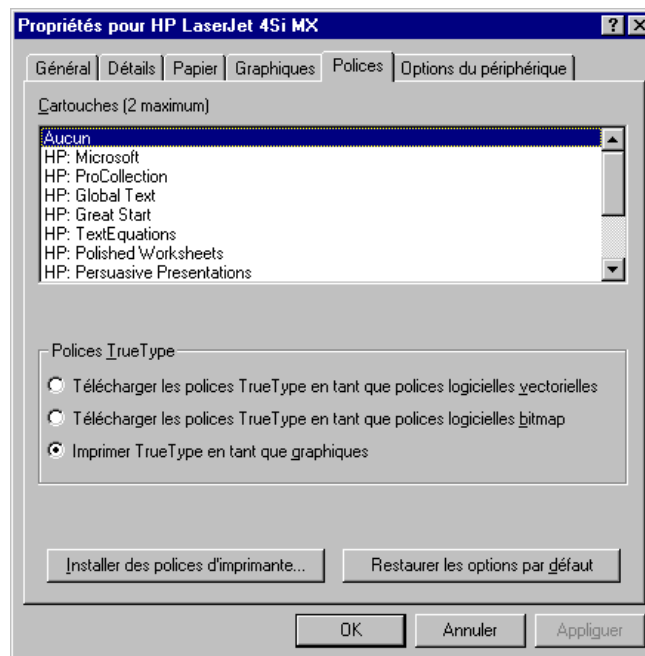 Propriétés pour HP LaserJet 4Si MX
Général Détails Papier Graphiques Polices Options du périphérique
Cartouches (2 maximum)
Aucun
HP: Microsoft
HP: ProCollection
HP: Global Text
HP: Great Start
HP: TextEquations
HP: Polished Worksheets
HP: Persuasive Presentations
Polices TrueType
Télécharger les polices TrueType en tant que polices logicielles vectorielles
Télécharger les polices TrueType en tant que polices logicielles bitmap
Imprimer TrueType en tant que graphiques
Installer des polices d'imprimante... Restaurer les options par défaut
OK Annuler Appliquer